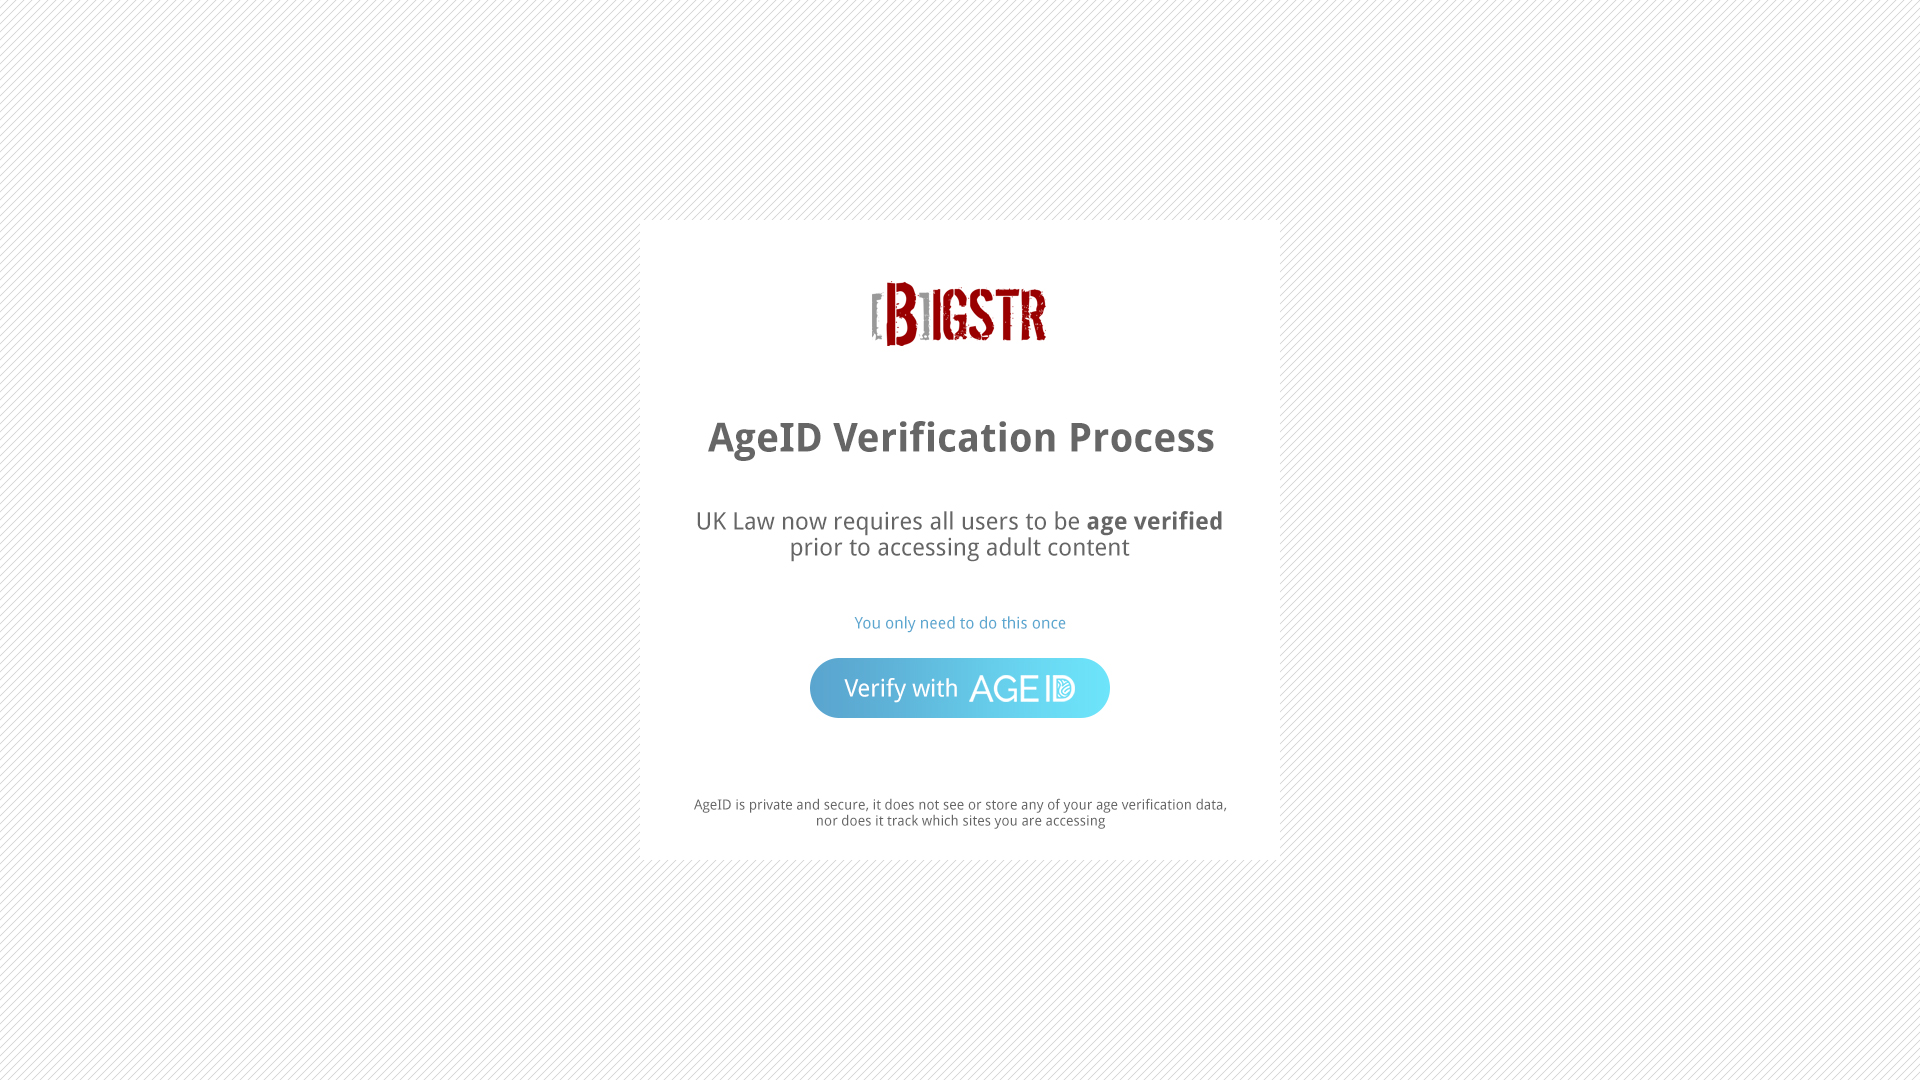 [B]IGSTR
AgeID Verification Process
UK Law now requires all users to be age verified
prior to accessing adult content
You only need to do this once
Verify with AGE ID
AgeID is private and secure, it does not see or store any of your age verification data,
nor does it track which sites you are accessing